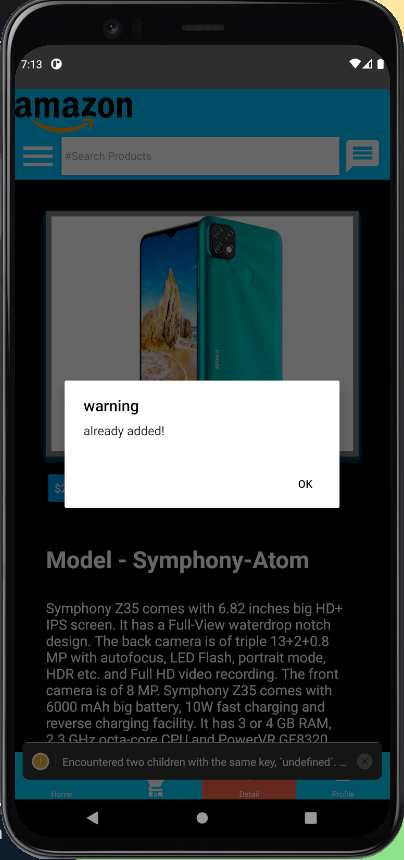 7:13
amazon
#Search Products
warning
already added!
OK
Model - Symphony-Atom
Symphony Z35 comes with 6.82 inches big HD+
IPS screen. It has a Full-View waterdrop notch
design. The back camera is of triple 13+2+0.8
MP with autofocus, LED Flash, portrait mode,
HDR etc. and Full HD video recording. The front
camera is of 8 MP. Symphony Z35 comes with
6000 mAh big battery, 10W fast charging and
reverse charging facility. It has 3 or 4 GB RAM,
2.3 GHz octa-core CPU and PowerVR GE8320
! Encountered two children with the same key, `undefined`. ...
Home
Detail
Profile